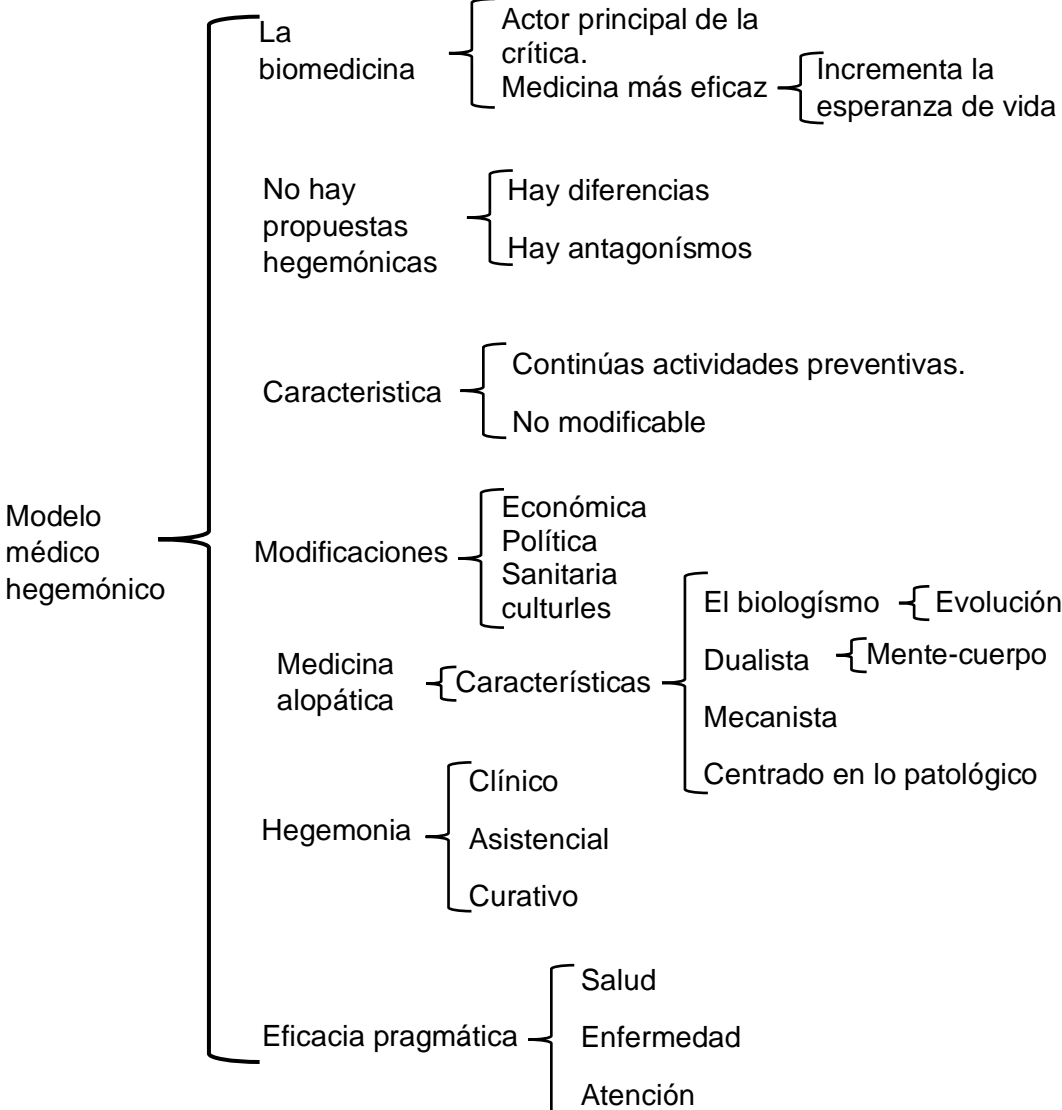 Modelo
médico
hegemónico
La
biomedicina
Actor principal de la
crítica.
Medicina más eficaz
Incrementa la
esperanza de vida
No hay
propuestas
hegemónicas
Hay diferencias
Hay antagonísmos
Caracteristica
Continúas actividades preventivas.
No modificable
Modificaciones
Económica
Política
Sanitaria
culturles
Medicina
alopática
Características
El biologísmo
Evolución
Dualista
Mente-cuerpo
Mecanista
Centrado en lo patológico
Hegemonia
Clínico
Asistencial
Curativo
Eficacia pragmática
Salud
Enfermedad
Atención